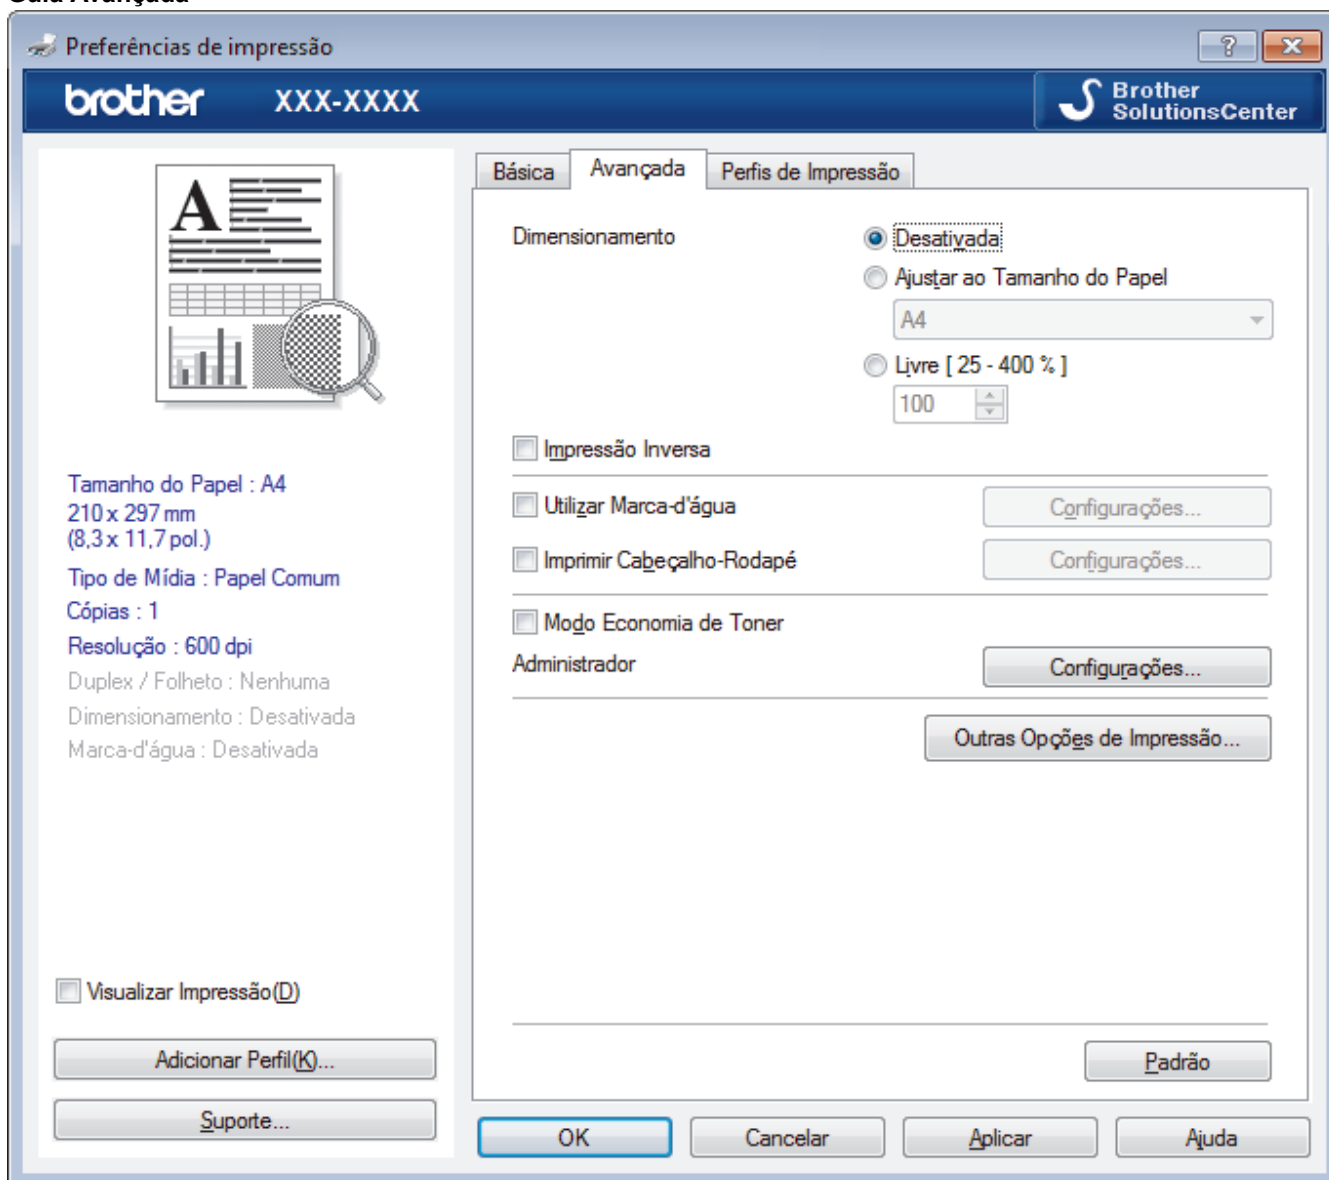 Guia Avançada
Preferências de impressão
brother XXX-XXXX
Brother
SolutionsCenter
A
Tamanho do Papel : A4
210 x 297 mm
(8,3 x 11,7 pol.)
Tipo de Mídia : Papel Comum
Cópias : 1
Resolução : 600 dpi
Duplex / Folheto : Nenhuma
Dimensionamento : Desativada
Marca-d'água : Desativada
Visualizar Impressão(D)
Adicionar Perfil(K)...
Suporte...
Básica Avançada Perfis de Impressão
Dimensionamento Desativada
Ajustar ao Tamanho do Papel
A4
Livre [ 25 - 400 % ]
100
Impressão Inversa
Utilizar Marca-d'água Configurações...
Imprimir Cabeçalho-Rodapé Configurações...
Modo Economia de Toner
Administrador Configurações...
Outras Opções de Impressão...
Padrão
OK Cancelar Aplicar Ajuda